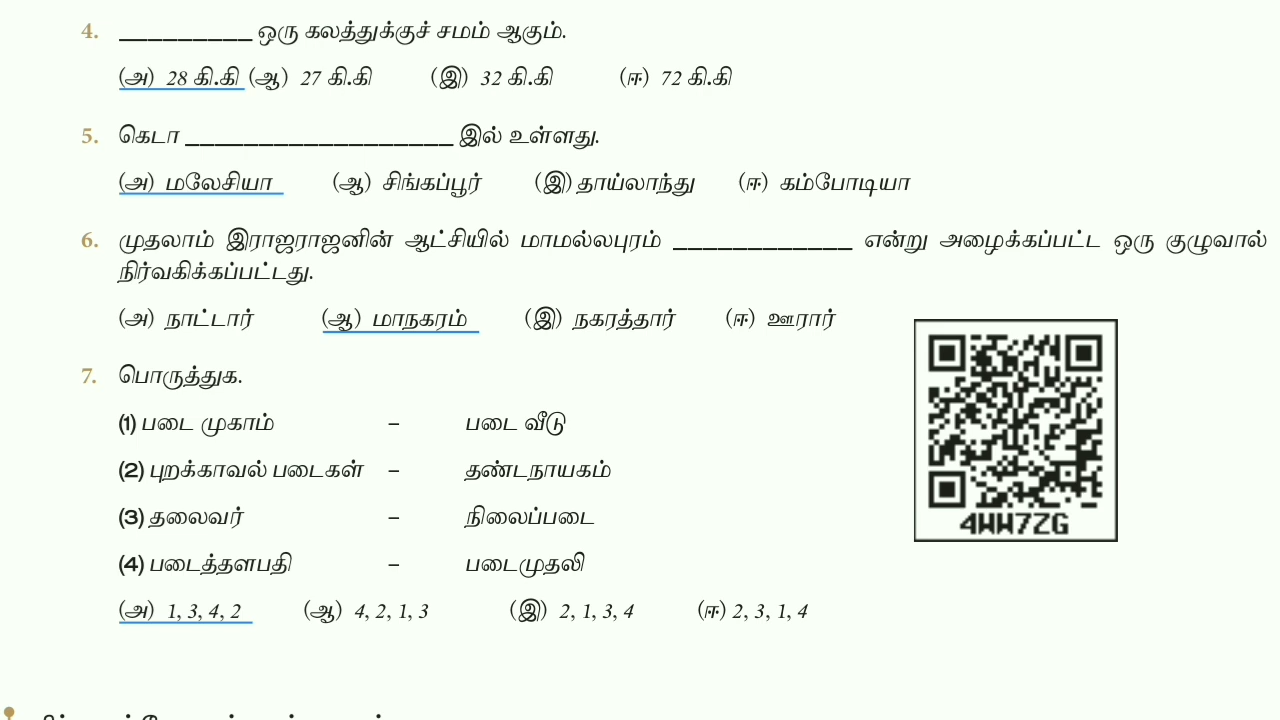 4. _________ ஒரு கலத்துக்குச் சமம் ஆகும்.
(அ) 28 கி.கி (ஆ) 27 கி.கி (இ) 32 கி.கி (ஈ) 72 கி.கி
5. கெடா __________________ இல் உள்ளது.
(அ) மலேசியா (ஆ) சிங்கப்பூர் (இ) தாய்லாந்து (ஈ) கம்போடியா
6. முதலாம் இராஜராஜனின் ஆட்சியில் மாமல்லபுரம் ____________ என்று அழைக்கப்பட்ட ஒரு குழுவால்
நிர்வகிக்கப்பட்டது.
(அ) நாட்டார் (ஆ) மாநகரம் (இ) நகரத்தார் (ஈ) ஊரார்
7. பொருத்துக.
(1) படை முகாம் – படை வீடு
(2) புறக்காவல் படைகள் – தண்டநாயகம்
(3) தலைவர் – நிலைப்படை
(4) படைத்தளபதி – படைமுதலி
(அ) 1, 3, 4, 2 (ஆ) 4, 2, 1, 3 (இ) 2, 1, 3, 4 (ஈ) 2, 3, 1, 4
4WW7ZG